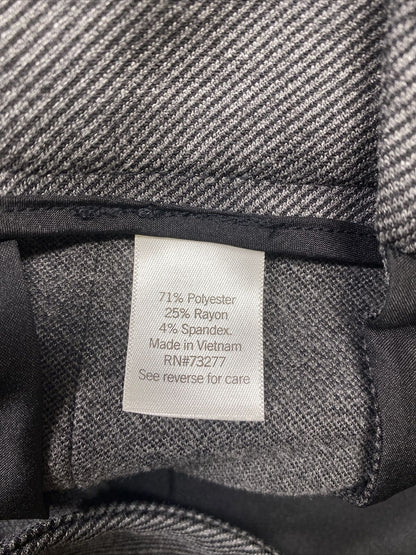 71% Polyester
25% Rayon
4% Spandex.
Made in Vietnam
RN#73277
See reverse for care